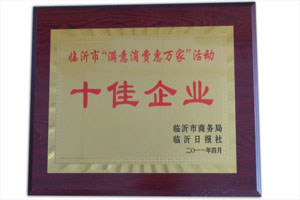 临沂市“满意消费惠万家”活动
十佳企业
临沂市商务局
临沂日报社
二〇一一年四月